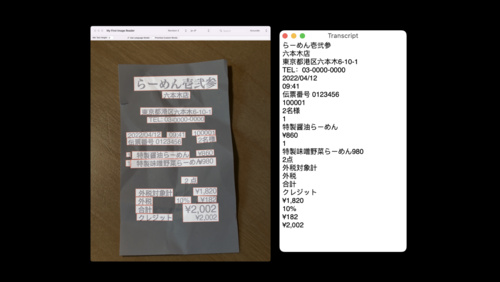 らーめん壱弐参
六本木店
東京都港区六本木6-10-1
TEL: 03-0000-0000
2022/04/12 09:41 100001
伝票番号 0123456 2名様
1 特製醤油らーめん ¥860
1 特製味噌野菜らーめん 980
2 点
外税対象計 ¥1,820
外税 10% ¥182
合計 ¥2,002
クレジット ¥2,002
Transcript
らーめん壱弐参
六本木店
東京都港区六本木6-10-1
TEL: 03-0000-0000
2022/04/12
09:41
伝票番号 0123456
100001
2名様
1
特製醤油らーめん
¥860
1
特製味噌野菜らーめん980
2点
外税対象計
外税
合計
クレジット
¥1,820
10%
¥182
¥2,002